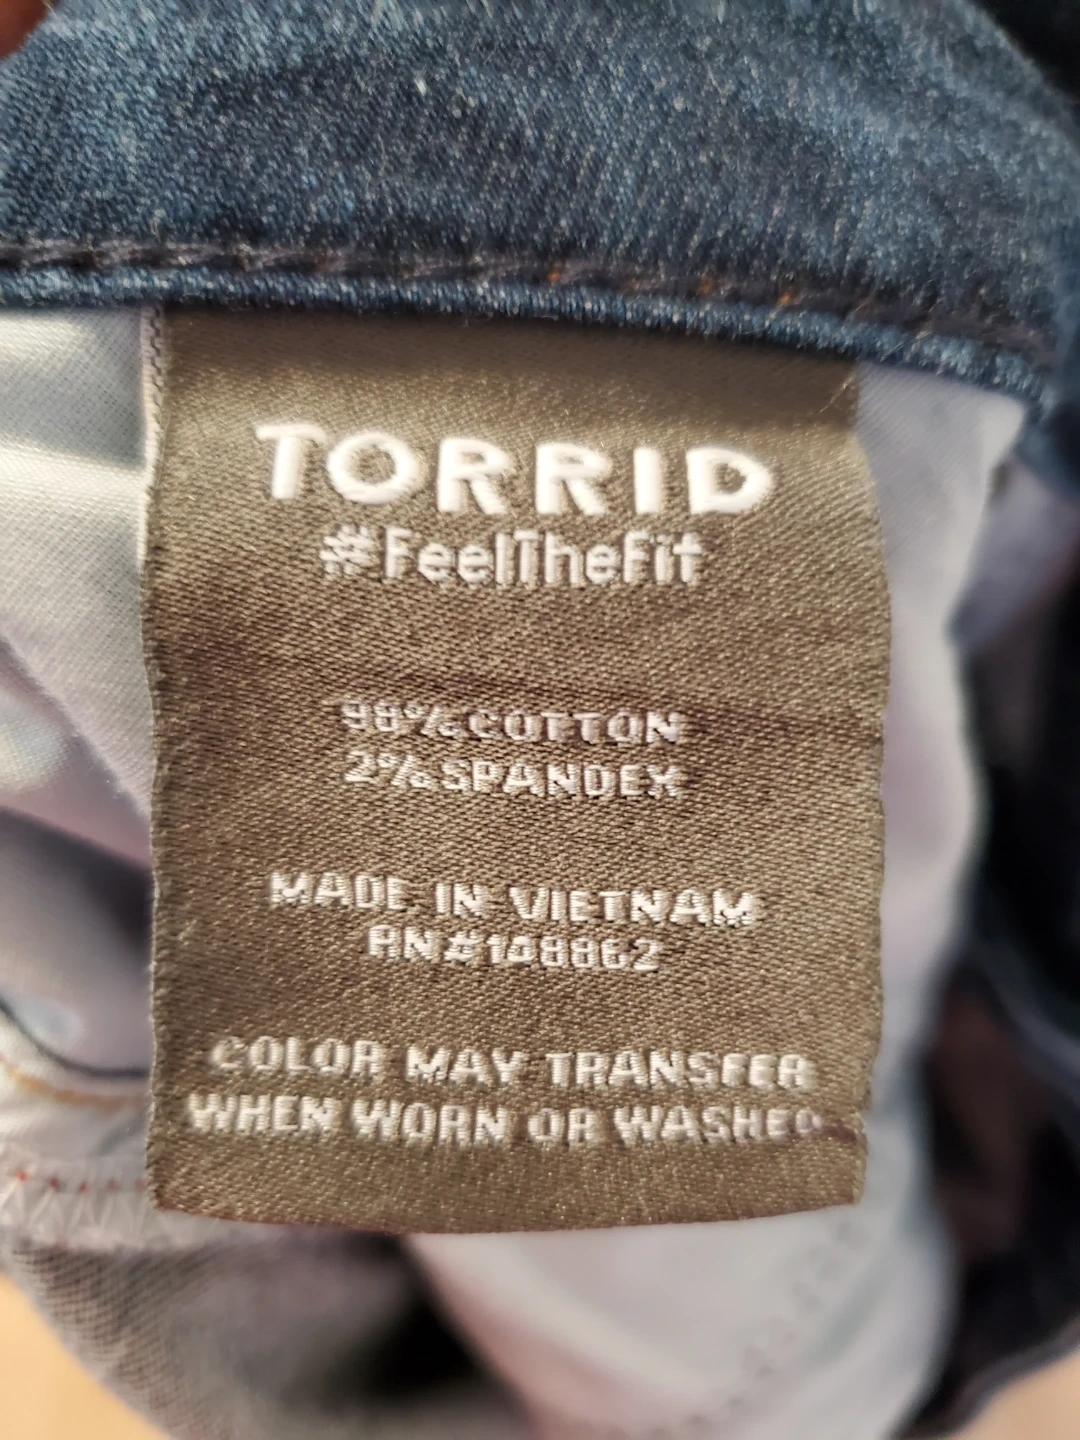 TORRID
#FeelTheFit
98% COTTON
2% SPANDEX
MADE IN VIETNAM
RN#148862
COLOR MAY TRANSFER
WHEN WORN OR WASHED